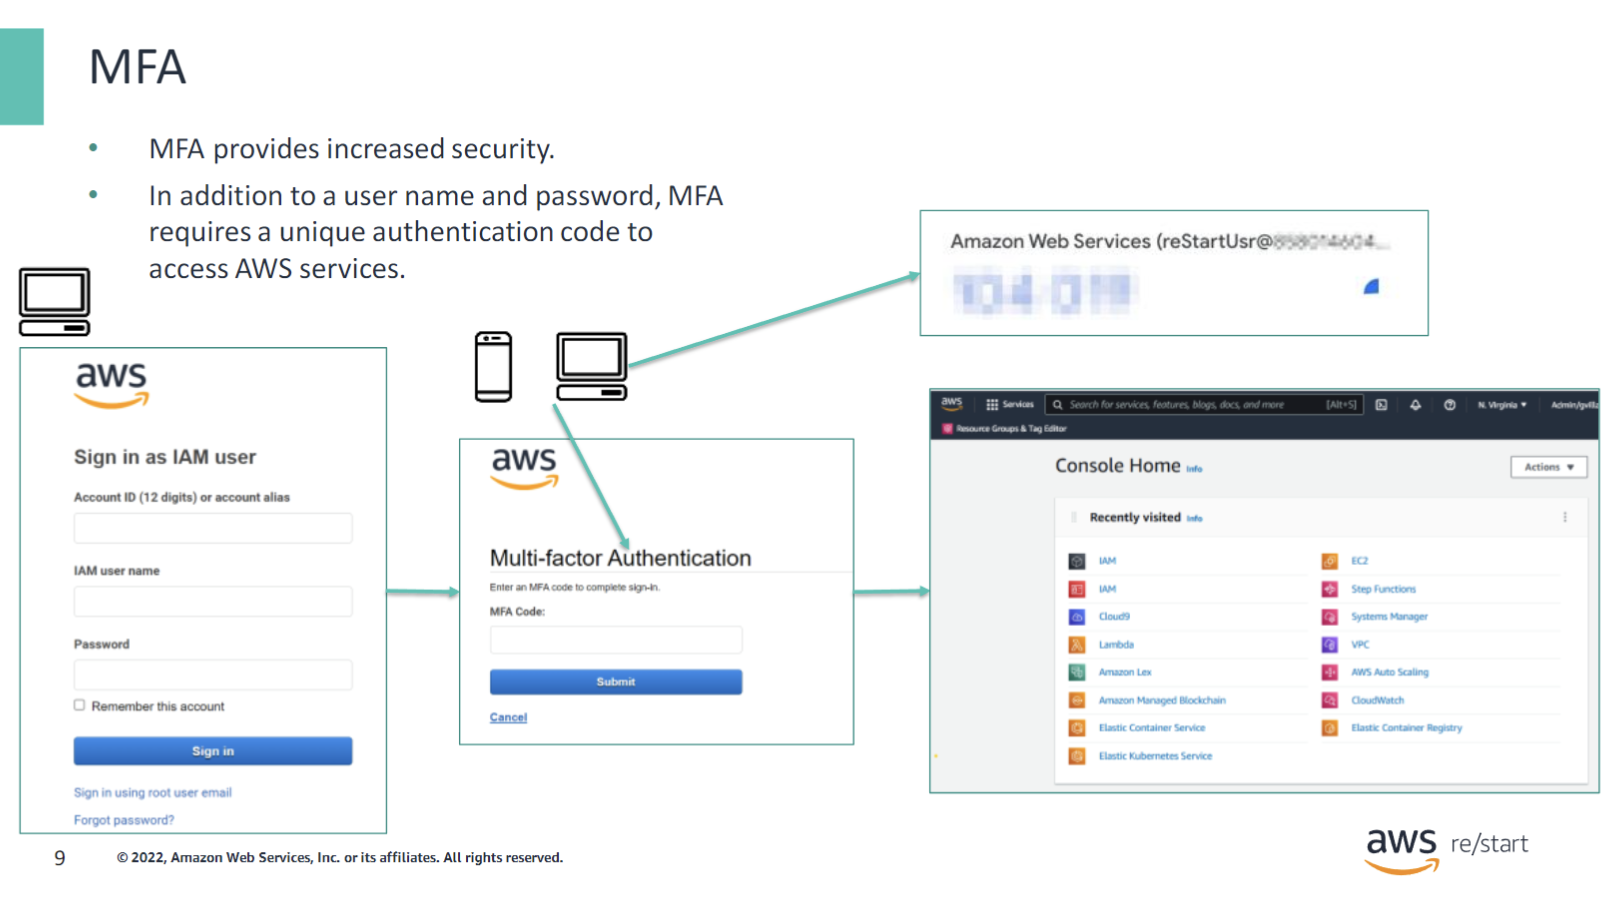 MFA
• MFA provides increased security.
• In addition to a user name and password, MFA
requires a unique authentication code to
access AWS services.
aws
Sign in as IAM user
Account ID (12 digits) or account alias
IAM user name
Password
Remember this account
Sign in
Sign in using root user email
Forgot password?
aws
Multi-factor Authentication
Enter an MFA code to complete sign-in.
MFA Code:
Submit
Cancel
Amazon Web Services (reStartUsr@
aws
Services
Search for services, features, blogs, docs, and more
[Alt+S]
N. Virginia ▼
Resource Groups & Tag Editor
Console Home Info
Actions ▼
Recently visited Info
IAM
IAM
Cloud9
Lambda
Amazon Lex
Amazon Managed Blockchain
Elastic Container Service
Elastic Kubernetes Service
EC2
Step Functions
Systems Manager
VPC
AWS Auto Scaling
CloudWatch
Elastic Container Registry
9
© 2022, Amazon Web Services, Inc. or its affiliates. All rights reserved.
aws re/start